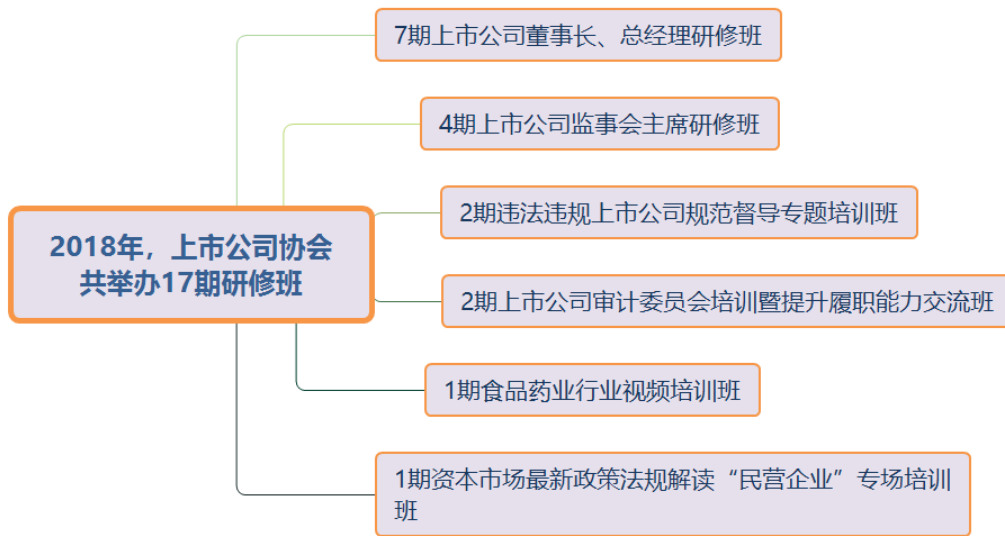 7期上市公司董事长、总经理研修班
4期上市公司监事会主席研修班
2期违法违规上市公司规范督导专题培训班
2018年，上市公司协会
共举办17期研修班
2期上市公司审计委员会培训暨提升履职能力交流班
1期食品药业行业视频培训班
1期资本市场最新政策法规解读“民营企业”专场培训
班